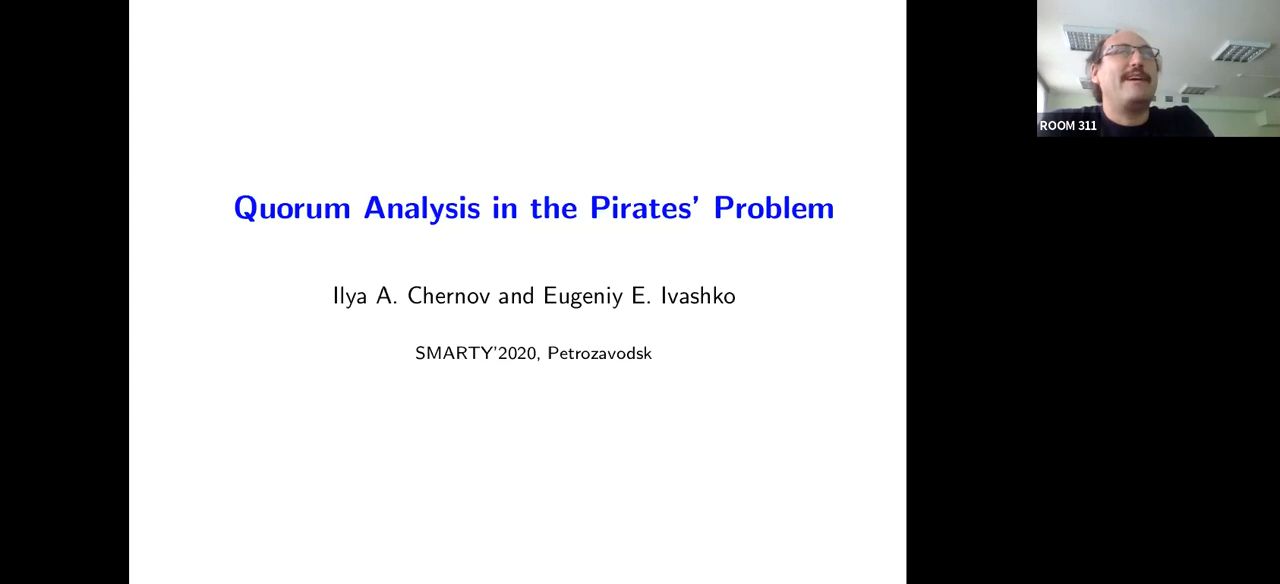 Quorum Analysis in the Pirates' Problem
Ilya A. Chernov and Eugeniy E. Ivashko
SMARTY'2020, Petrozavodsk
ROOM 311